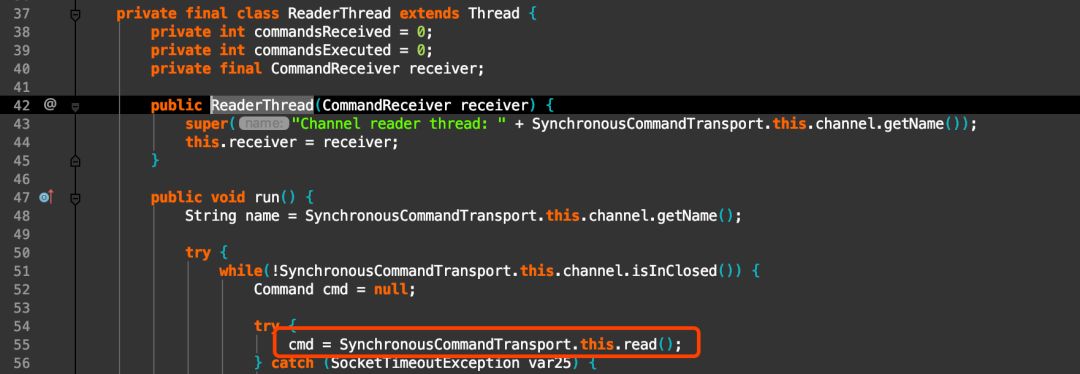 37 private final class ReaderThread extends Thread {
38 private int commandsReceived = 0;
39 private int commandsExecuted = 0;
40 private final CommandReceiver receiver;
41
42 @ public ReaderThread(CommandReceiver receiver) {
43 super( name: "Channel reader thread: " + SynchronousCommandTransport.this.channel.getName());
44 this.receiver = receiver;
45 }
46
47 public void run() {
48 String name = SynchronousCommandTransport.this.channel.getName();
49
50 try {
51 while(!SynchronousCommandTransport.this.channel.isInClosed()) {
52 Command cmd = null;
53
54 try {
55 cmd = SynchronousCommandTransport.this.read();
56 } catch (SocketTimeoutException var25) {